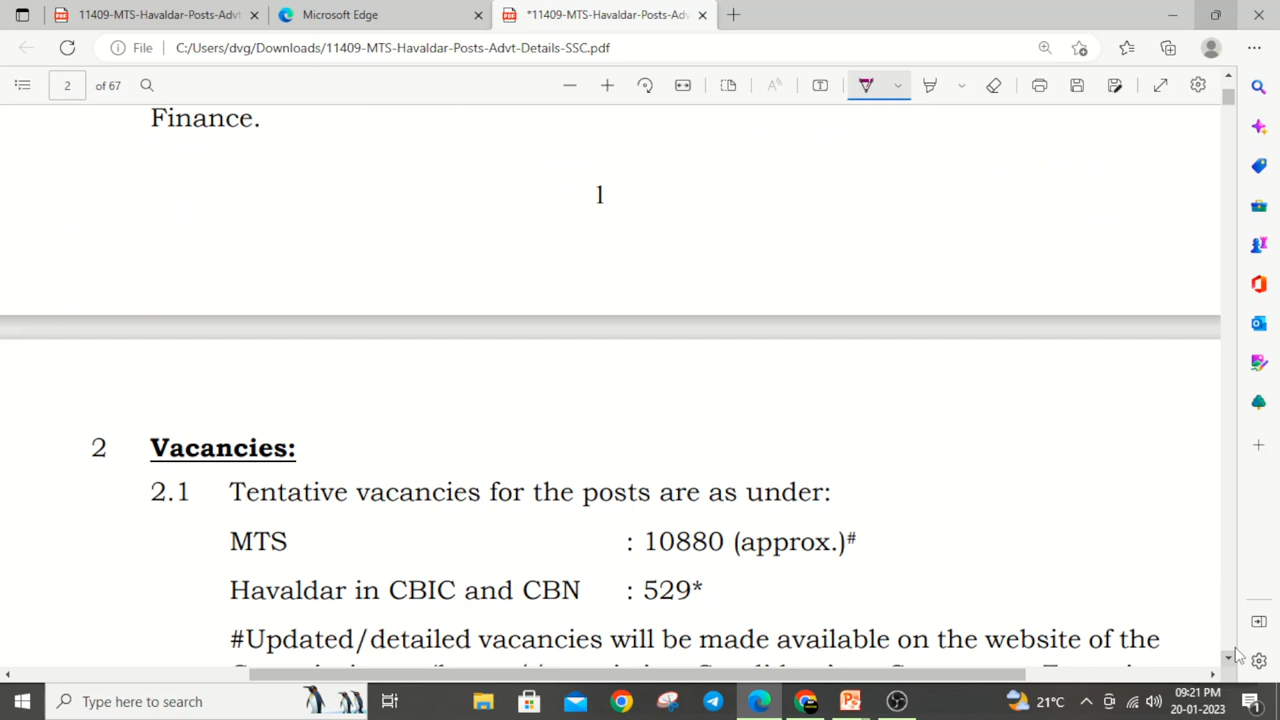 11409-MTS-Havaldar-Posts-Advt
Microsoft Edge
*11409-MTS-Havaldar-Posts-Adv
File
C:/Users/dvg/Downloads/11409-MTS-Havaldar-Posts-Advt-Details-SSC.pdf
2 of 67
Finance.
1
2 Vacancies:
2.1 Tentative vacancies for the posts are as under:
MTS : 10880 (approx.)#
Havaldar in CBIC and CBN : 529*
#Updated/detailed vacancies will be made available on the website of the
Type here to search
21°C
09:21 PM
20-01-2023